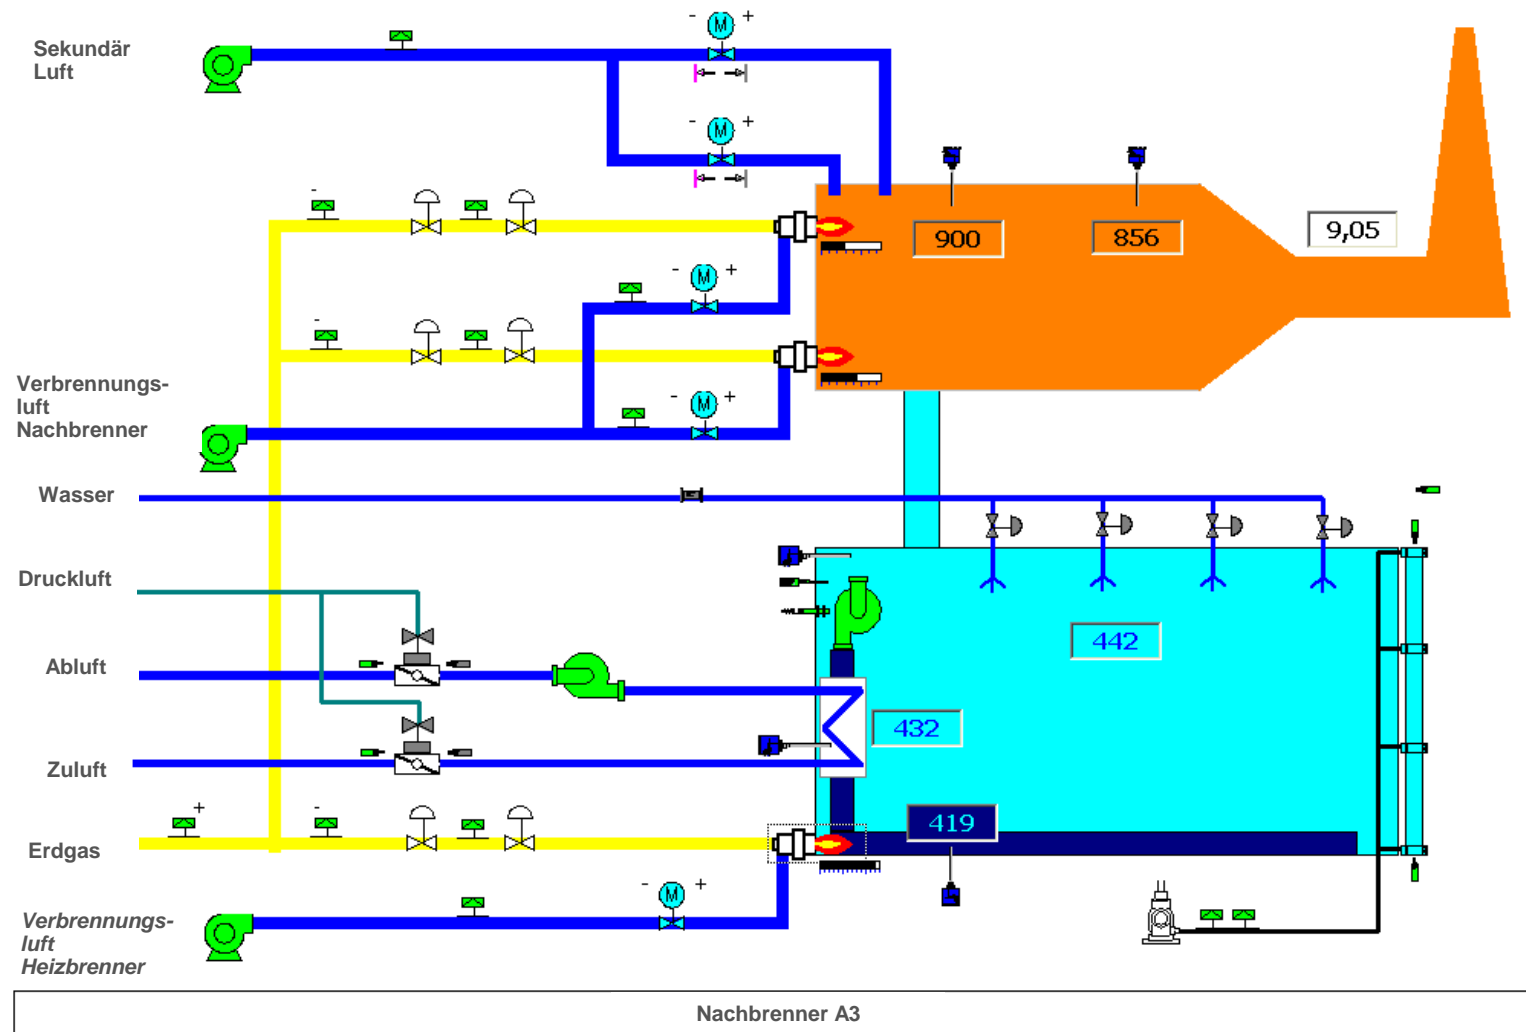 Sekundär
Luft
- M +
- M +
900
856
9,05
-
- M +
-
- M +
Verbrennungs-
luft
Nachbrenner
Wasser
Druckluft
442
Abluft
432
Zuluft
+
-
419
Erdgas
- M +
Verbrennungs-
luft
Heizbrenner
Nachbrenner A3